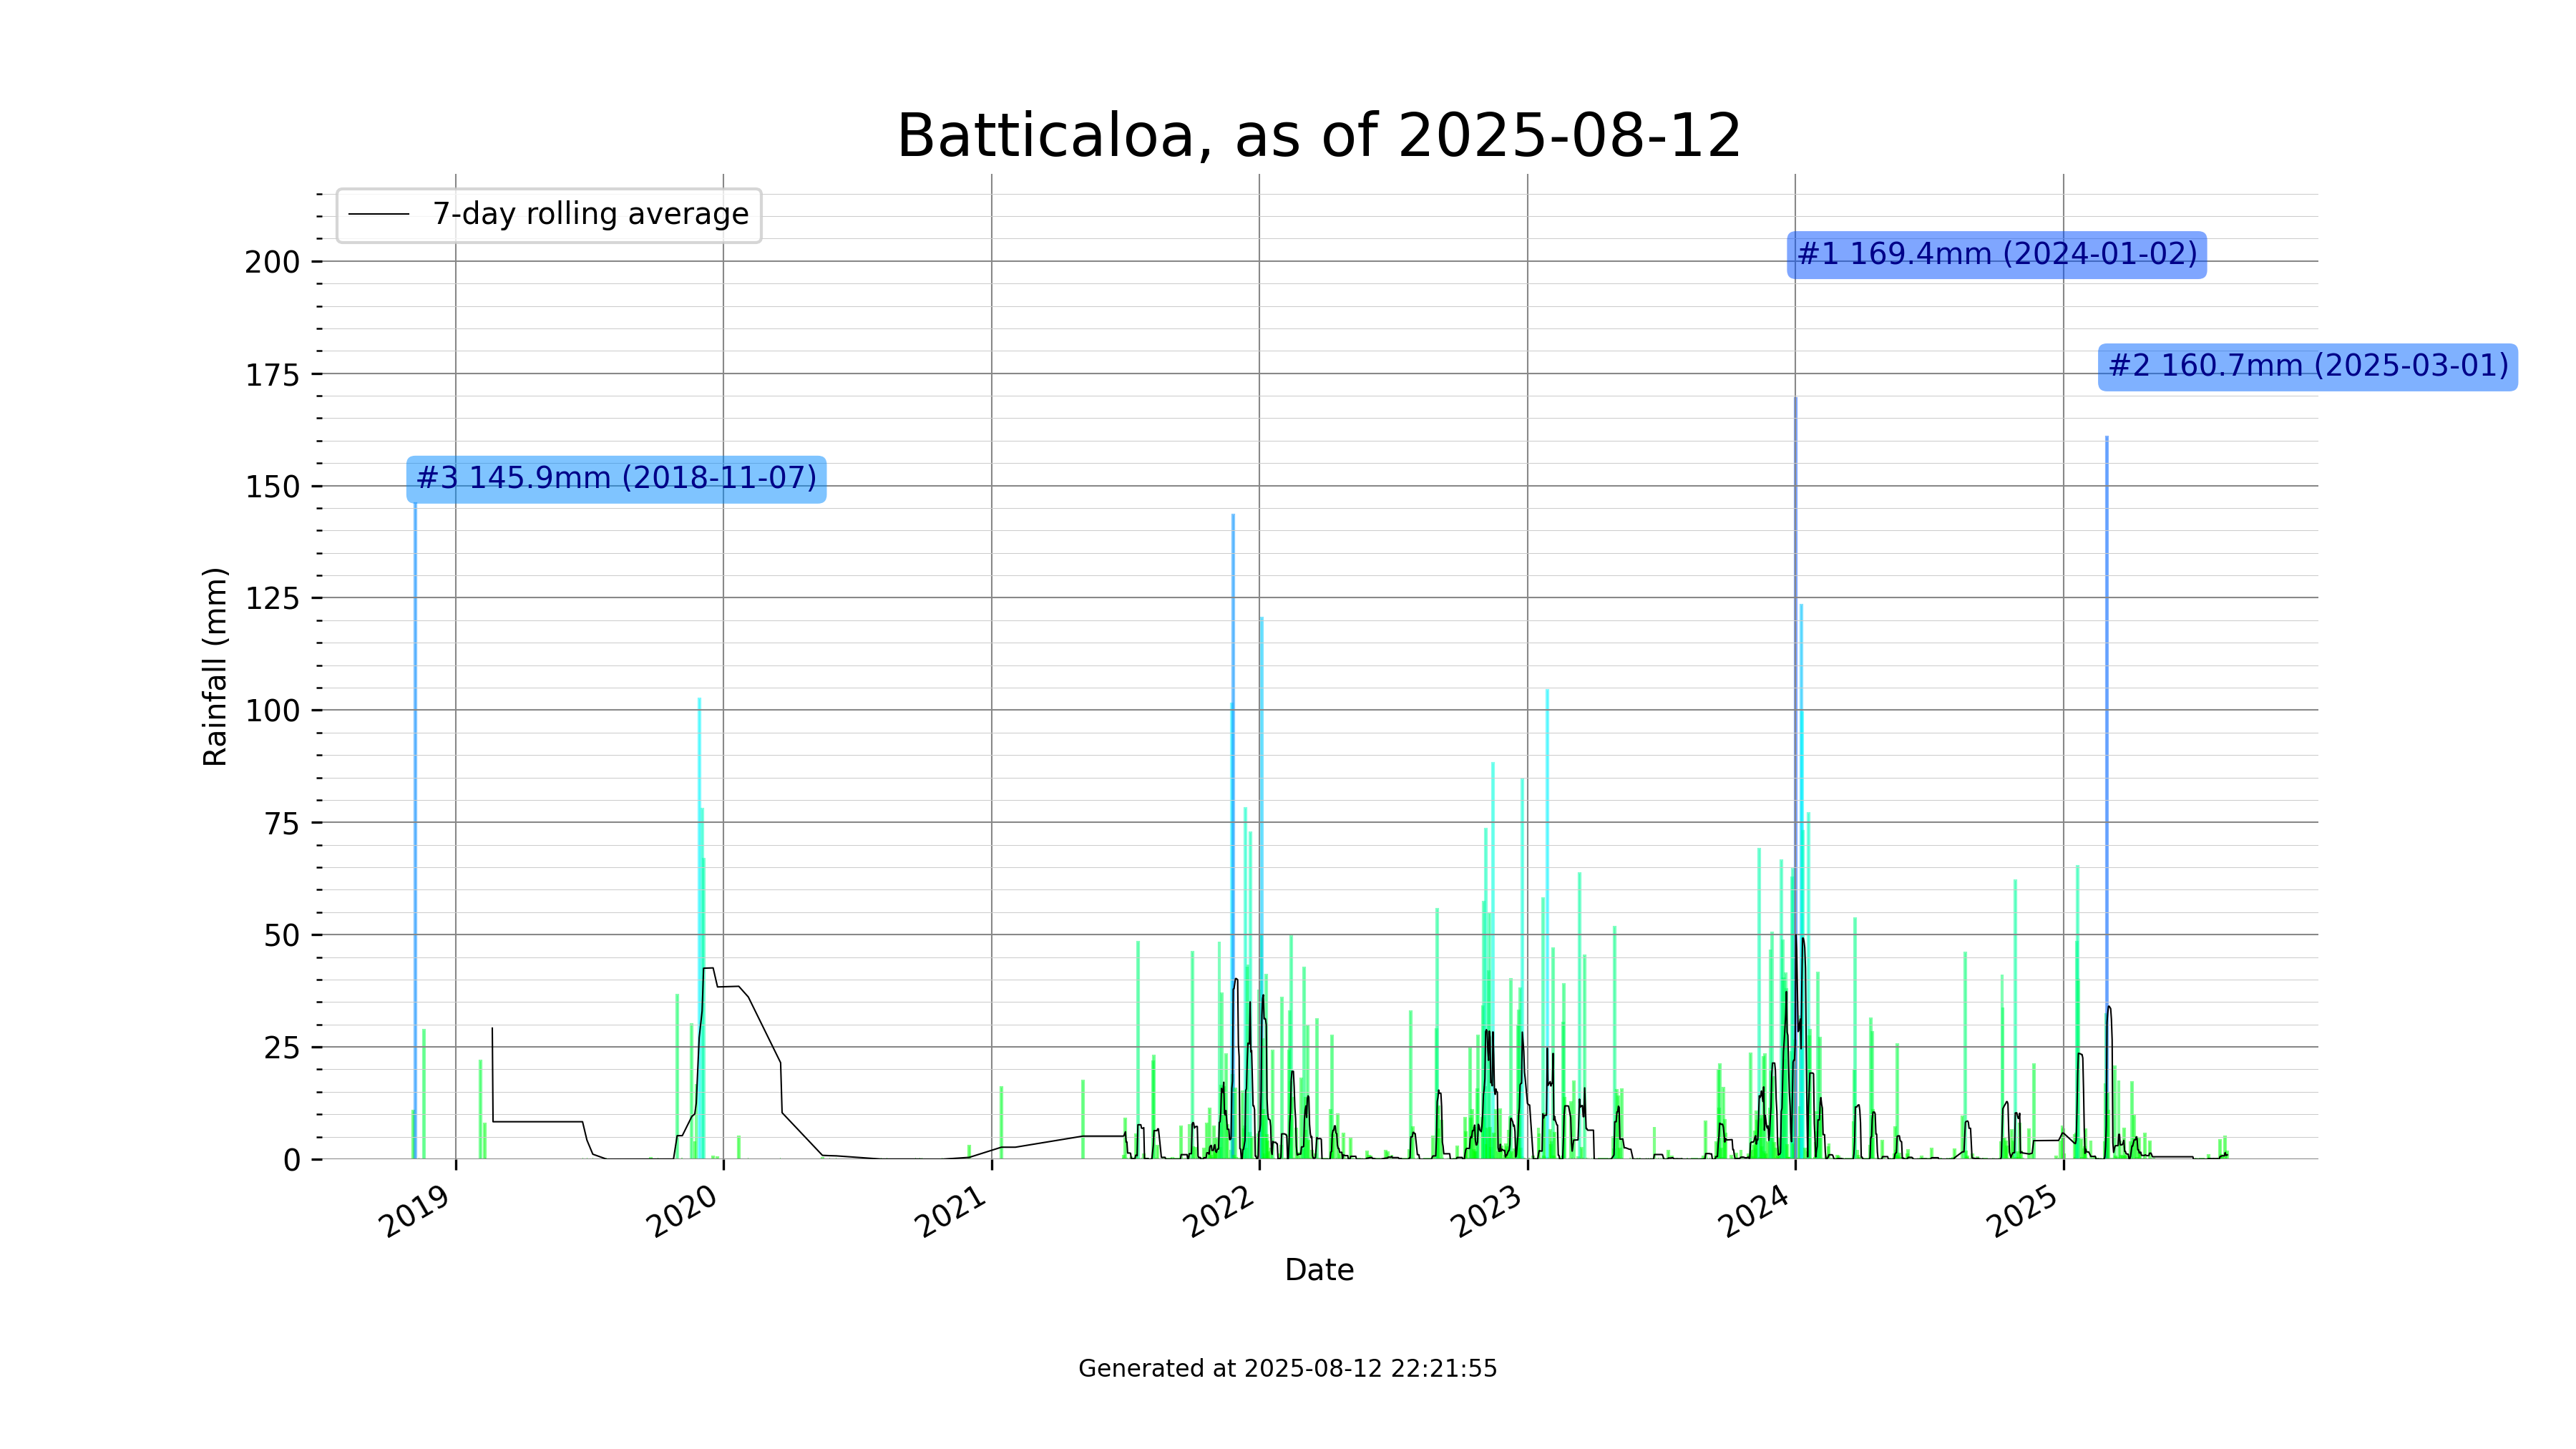 Batticaloa, as of 2025-08-12
7-day rolling average
#1 169.4mm (2024-01-02)
#2 160.7mm (2025-03-01)
#3 145.9mm (2018-11-07)
200
175
150
125
100
75
50
25
0
Rainfall (mm)
2019
2020
2021
2022
2023
2024
2025
Date
Generated at 2025-08-12 22:21:55